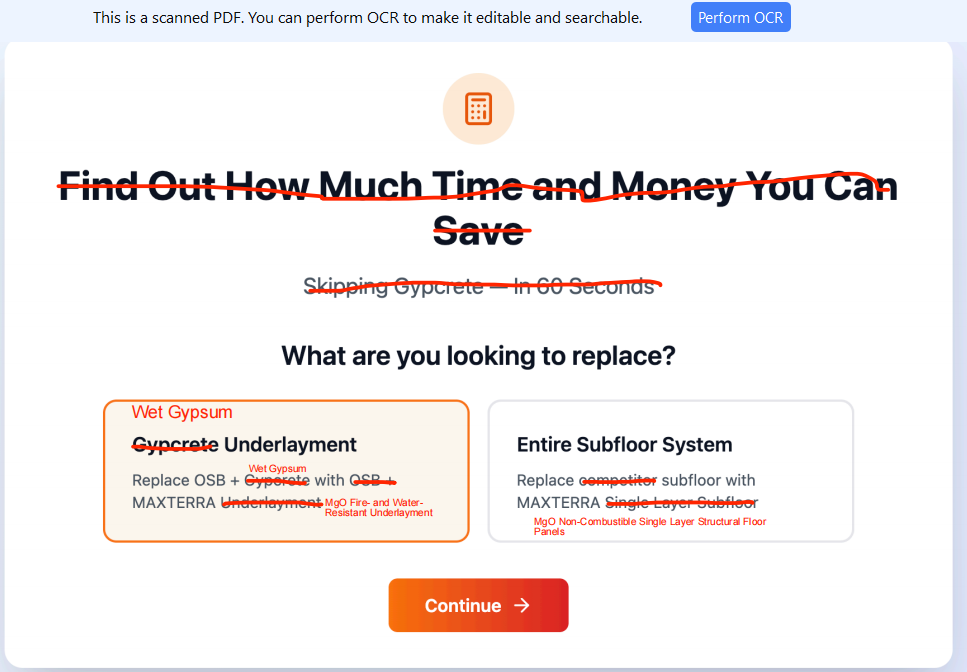 This is a scanned PDF. You can perform OCR to make it editable and searchable.
Perform OCR
Find Out How Much Time and Money You Can
Save
Skipping Gypcrete — In 60 Seconds
What are you looking to replace?
Wet Gypsum
Gypcrete Underlayment
Wet Gypsum
Replace OSB + Gypcrete with OSB +
MAXTERRA Underlayment
MgO Fire- and Water-
Resistant Underlayment
Entire Subfloor System
Replace competitor subfloor with
MAXTERRA Single Layer Subfloor
MgO Non-Combustible Single Layer Structural Floor
Panels
Continue →